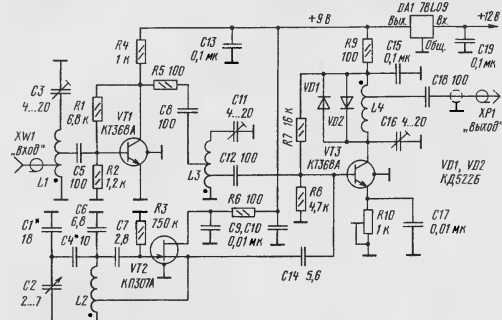 +9 В
DA1 78L09
Вых.
Вх.
+12 В
Общ.
R4
1 к
C13
0,1 мк
R9
100
C15
0,1 мк
C19
0,1 мк
C3
4...20
R5 100
R1
6,8 к
VT1
КТ368А
C8
100
C11
4...20
VD1
VD2
L4
C18 100
R7 16 к
C16 4...20
XP1
„Выход"
XW1
„вход"
L1
C5
100
R2
1,2 к
L3
C12 100
VT3
КТ368А
VD1, VD2
КД522Б
C1*
18
C6
6,8
C4* 10
C7
2,8
R3
750 к
R6 100
R8
4,7 к
R10
1 к
C17
0,01 мк
C9, C10
0,01 мк
C2
2...7
L2
VT2
КП307А
C14 5,6